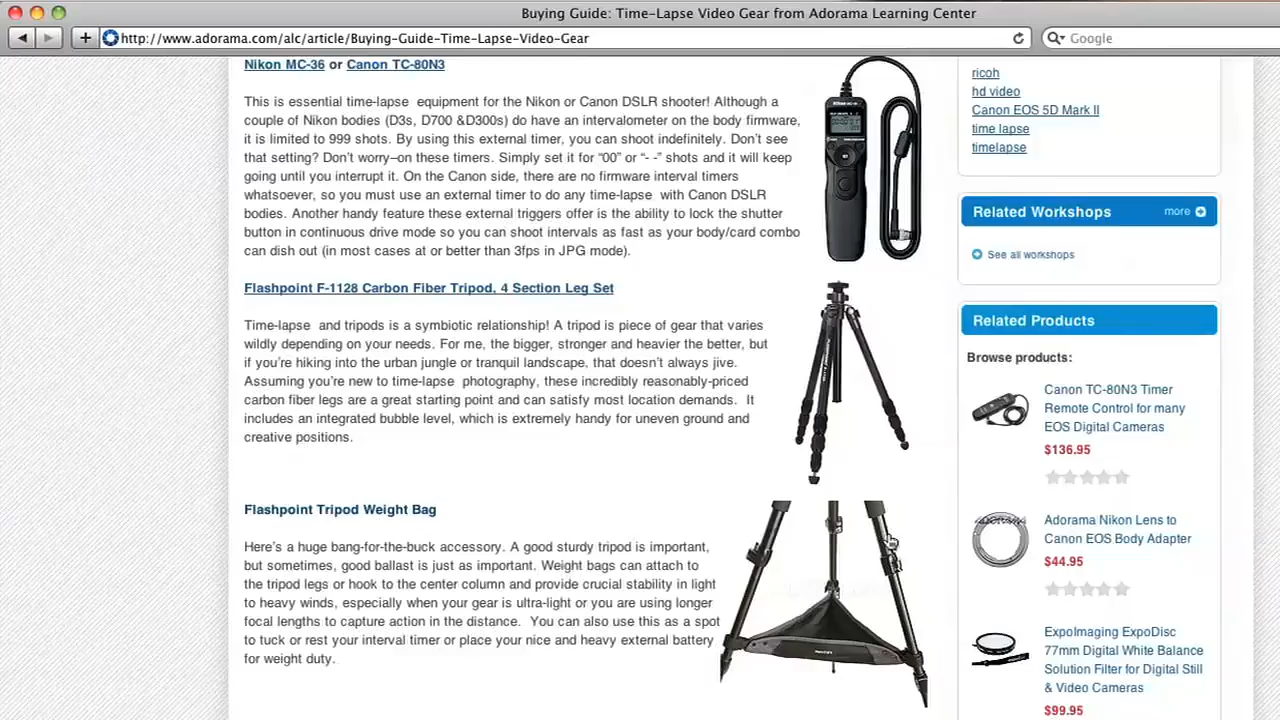 Buying Guide: Time-Lapse Video Gear from Adorama Learning Center
http://www.adorama.com/alc/article/Buying-Guide-Time-Lapse-Video-Gear
Google
Nikon MC-36 or Canon TC-80N3
This is essential time-lapse equipment for the Nikon or Canon DSLR shooter! Although a
couple of Nikon bodies (D3s, D700 &D300s) do have an intervalometer on the body firmware,
it is limited to 999 shots. By using this external timer, you can shoot indefinitely. Don't see
that setting? Don't worry–on these timers. Simply set it for “00” or “- -” shots and it will keep
going until you interrupt it. On the Canon side, there are no firmware interval timers
whatsoever, so you must use an external timer to do any time-lapse with Canon DSLR
bodies. Another handy feature these external triggers offer is the ability to lock the shutter
button in continuous drive mode so you can shoot intervals as fast as your body/card combo
can dish out (in most cases at or better than 3fps in JPG mode).
Flashpoint F-1128 Carbon Fiber Tripod, 4 Section Leg Set
Time-lapse and tripods is a symbiotic relationship! A tripod is piece of gear that varies
wildly depending on your needs. For me, the bigger, stronger and heavier the better, but
if you're hiking into the urban jungle or tranquil landscape, that doesn't always jive.
Assuming you're new to time-lapse photography, these incredibly reasonably-priced
carbon fiber legs are a great starting point and can satisfy most location demands. It
includes an integrated bubble level, which is extremely handy for uneven ground and
creative positions.
Flashpoint Tripod Weight Bag
Here's a huge bang-for-the-buck accessory. A good sturdy tripod is important,
but sometimes, good ballast is just as important. Weight bags can attach to
the tripod legs or hook to the center column and provide crucial stability in light
to heavy winds, especially when your gear is ultra-light or you are using longer
focal lengths to capture action in the distance. You can also use this as a spot
to tuck or rest your interval timer or place your nice and heavy external battery
for weight duty.
ricoh
hd video
Canon EOS 5D Mark II
time lapse
timelapse
Related Workshops
more
See all workshops
Related Products
Browse products:
Canon TC-80N3 Timer
Remote Control for many
EOS Digital Cameras
$136.95
ADORAMA
Adorama Nikon Lens to
Canon EOS Body Adapter
$44.95
ExpoImaging ExpoDisc
77mm Digital White Balance
Solution Filter for Digital Still
& Video Cameras
$99.95